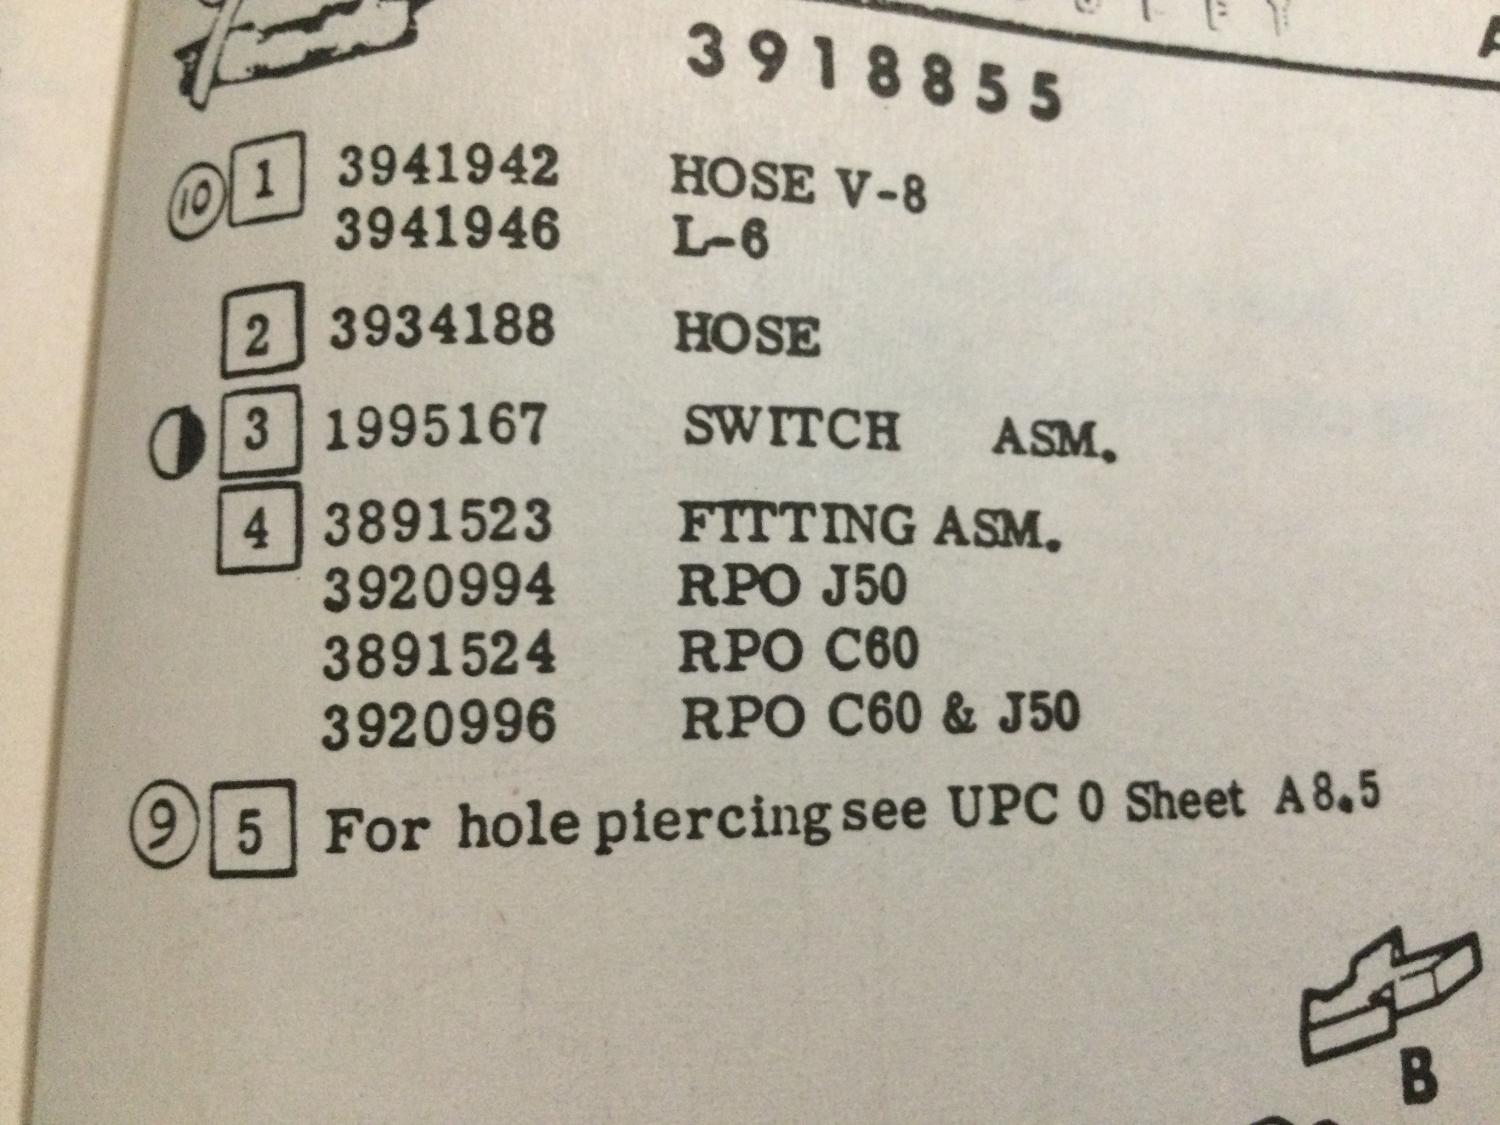 3918855
10 1 3941942 HOSE V-8
3941946 L-6
2 3934188 HOSE
3 1995167 SWITCH ASM.
4 3891523 FITTING ASM.
3920994 RPO J50
3891524 RPO C60
3920996 RPO C60 & J50
9 5 For hole piercing see UPC 0 Sheet A8.5
B